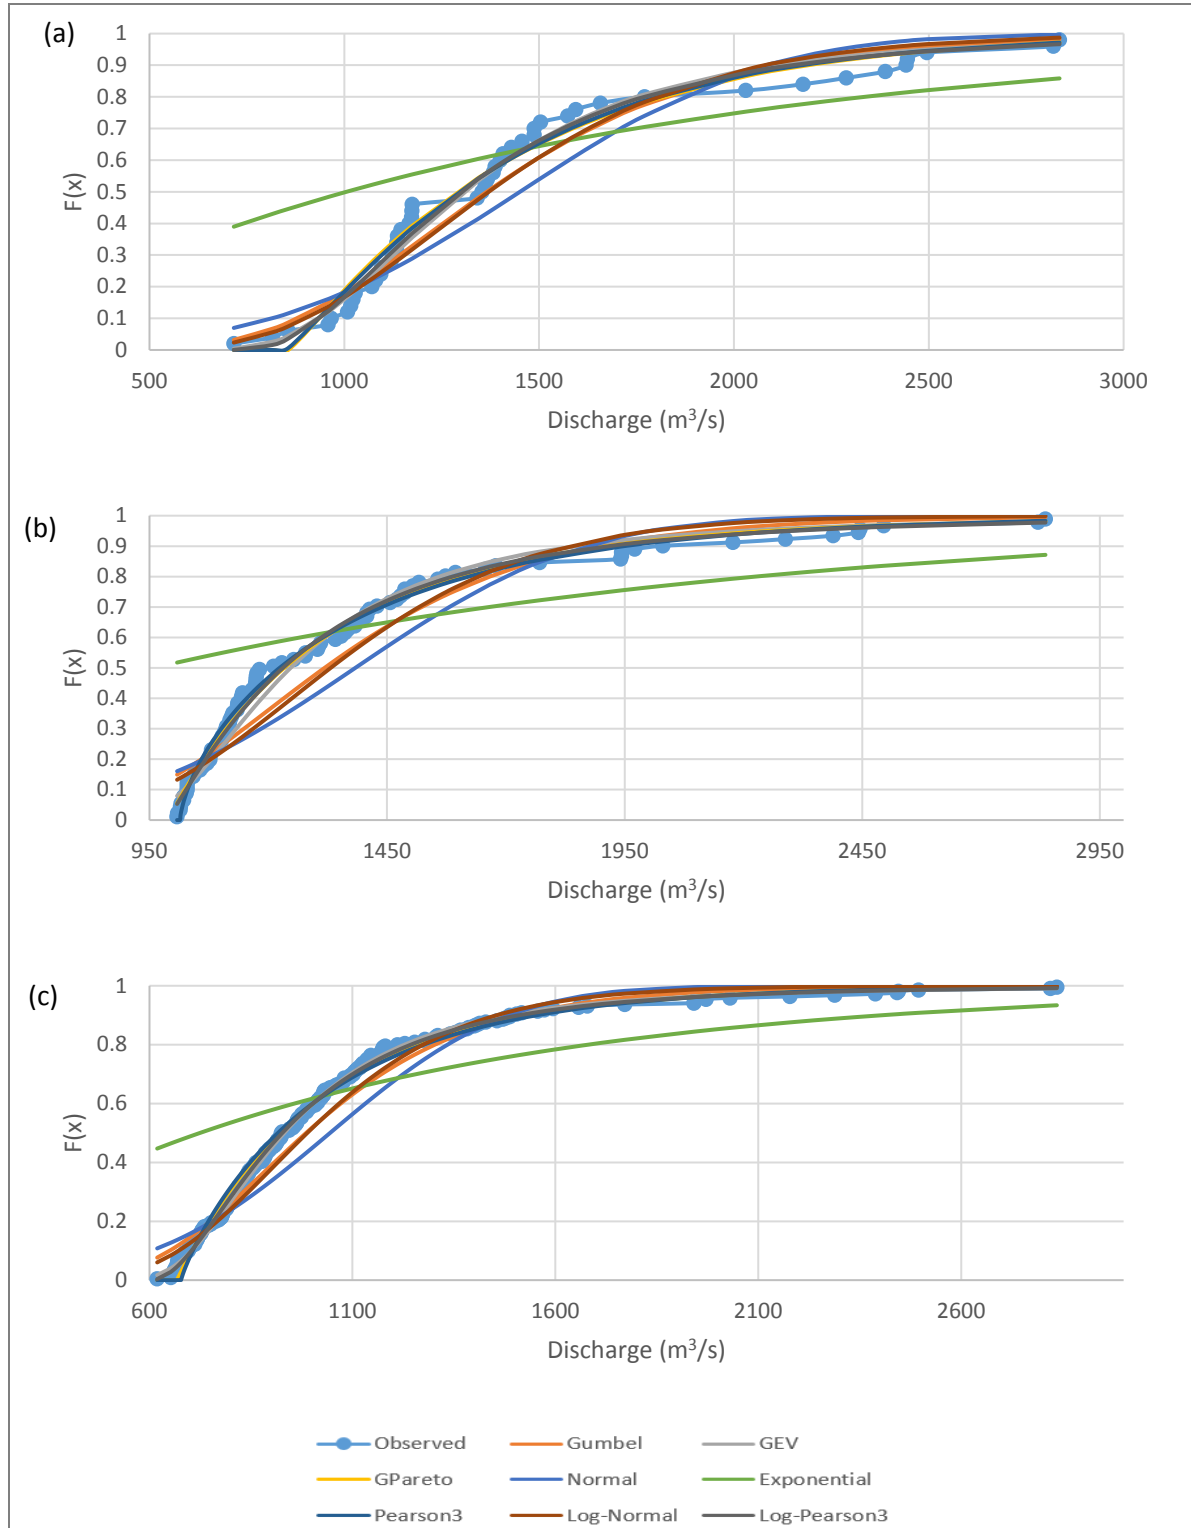 (a)
1
0.9
0.8
0.7
0.6
0.5
0.4
0.3
0.2
0.1
0
F(x)
500 1000 1500 2000 2500 3000
Discharge (m³/s)
(b)
1
0.9
0.8
0.7
0.6
0.5
0.4
0.3
0.2
0.1
0
F(x)
950 1450 1950 2450 2950
Discharge (m³/s)
(c)
1
0.8
0.6
0.4
0.2
0
F(x)
600 1100 1600 2100 2600
Discharge (m³/s)
Observed Gumbel GEV
GPareto Normal Exponential
Pearson3 Log-Normal Log-Pearson3